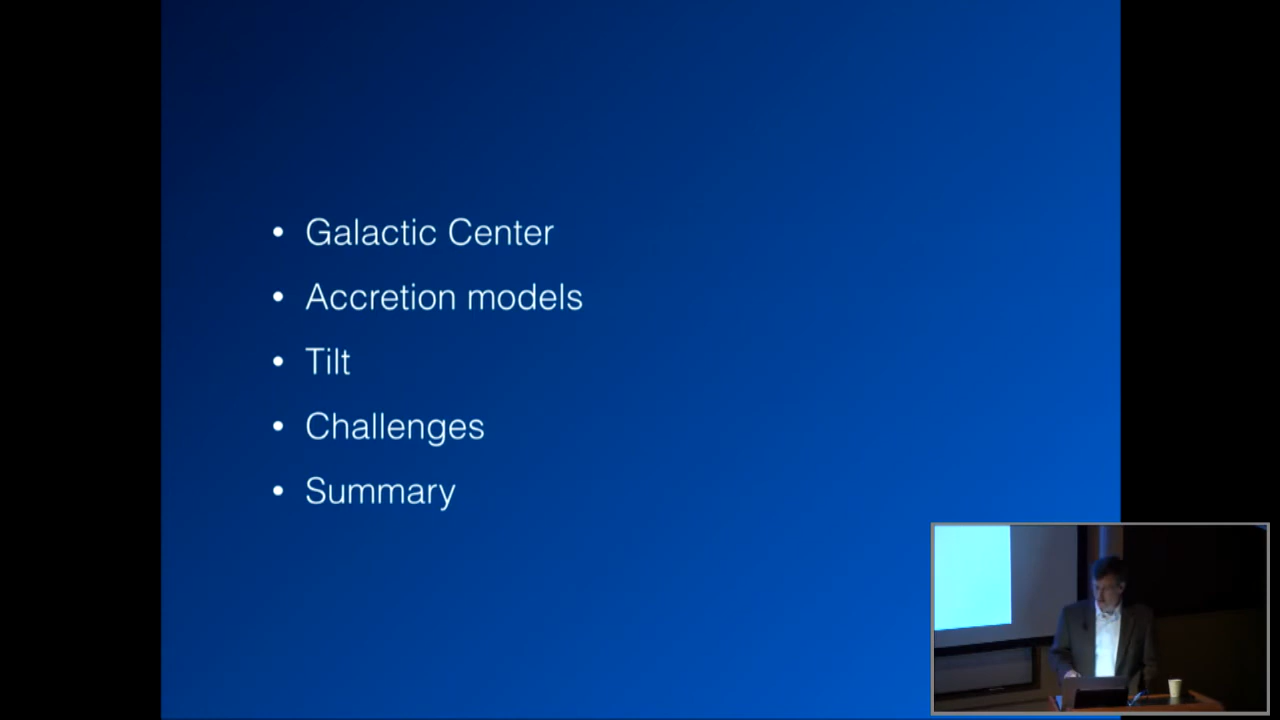 • Galactic Center
• Accretion models
• Tilt
• Challenges
• Summary